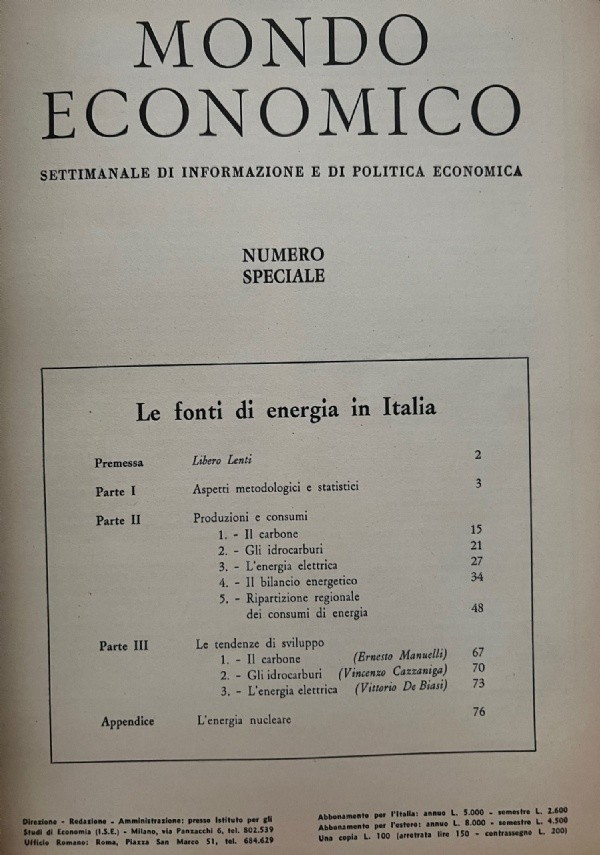 MONDO
ECONOMICO
SETTIMANALE DI INFORMAZIONE E DI POLITICA ECONOMICA
NUMERO
SPECIALE
Le fonti di energia in Italia
Premessa Libero Lenti 2
Parte I Aspetti metodologici e statistici 3
Parte II Produzioni e consumi
1. - Il carbone 15
2. - Gli idrocarburi 21
3. - L'energia elettrica 27
4. - Il bilancio energetico 34
5. - Ripartizione regionale
dei consumi di energia 48
Parte III Le tendenze di sviluppo
1. - Il carbone (Ernesto Manuelli) 67
2. - Gli idrocarburi (Vincenzo Cazzaniga) 70
3. - L'energia elettrica (Vittorio De Biasi) 73
Appendice L'energia nucleare 76
Direzione - Redazione - Amministrazione: presso Istituto per gli
Studi di Economia (I.S.E.) - Milano, via Panzacchi 6, tel. 802.539
Ufficio Romano: Roma, Piazza San Marco 51, tel. 684.629
Abbonamento per l'Italia: annuo L. 5.000 - semestre L. 2.600
Abbonamento per l'estero: annuo L. 8.000 - semestre L. 4.500
Una copia L. 100 (arretrata lire 150 - contrassegno L. 200)